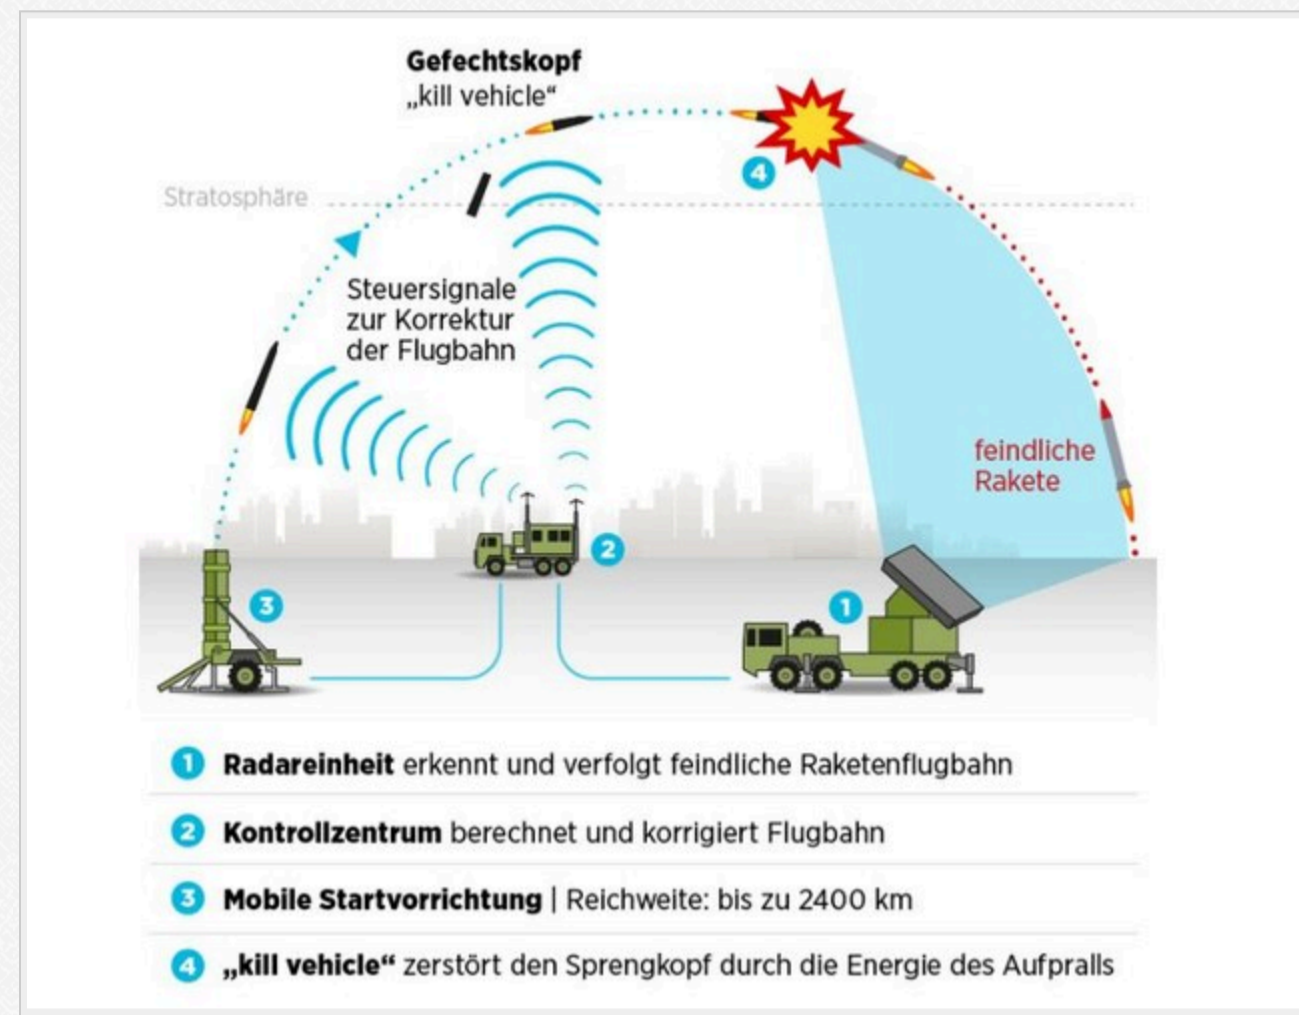 Gefechtskopf
„kill vehicle“
4
Stratosphäre
Steuersignale
zur Korrektur
der Flugbahn
feindliche
Rakete
2
3
1
1 Radareinheit erkennt und verfolgt feindliche Raketenflugbahn
2 Kontrollzentrum berechnet und korrigiert Flugbahn
3 Mobile Startvorrichtung | Reichweite: bis zu 2400 km
4 „kill vehicle“ zerstört den Sprengkopf durch die Energie des Aufpralls